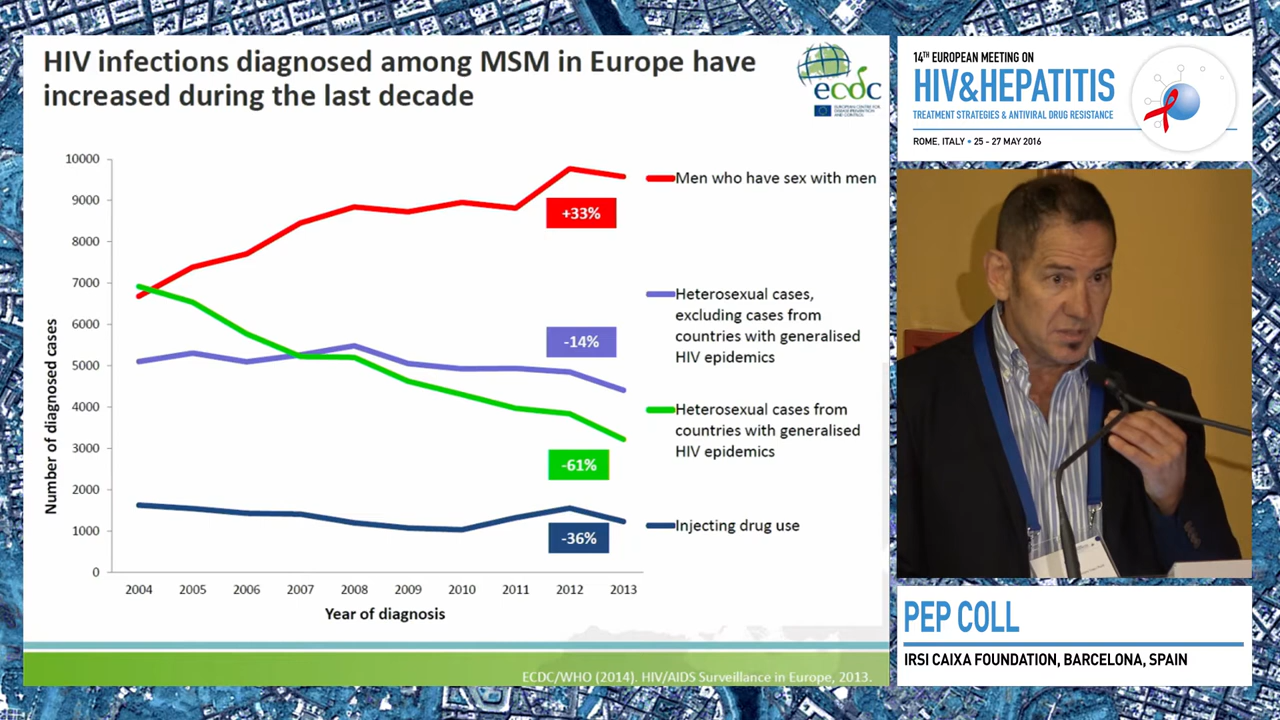 HIV infections diagnosed among MSM in Europe have
increased during the last decade
ecdc
EUROPEAN CENTRE FOR
DISEASE PREVENTION
AND CONTROL
10000
9000
8000
7000
6000
5000
4000
3000
2000
1000
0
Number of diagnosed cases
2004 2005 2006 2007 2008 2009 2010 2011 2012 2013
Year of diagnosis
+33%
-14%
-61%
-36%
Men who have sex with men
Heterosexual cases,
excluding cases from
countries with generalised
HIV epidemics
Heterosexual cases from
countries with generalised
HIV epidemics
Injecting drug use
ECDC/WHO (2014). HIV/AIDS Surveillance in Europe, 2013.
14TH EUROPEAN MEETING ON
HIV&HEPATITIS
TREATMENT STRATEGIES & ANTIVIRAL DRUG RESISTANCE
ROME, ITALY • 25 - 27 MAY 2016
PEP COLL
IRSI CAIXA FOUNDATION, BARCELONA, SPAIN